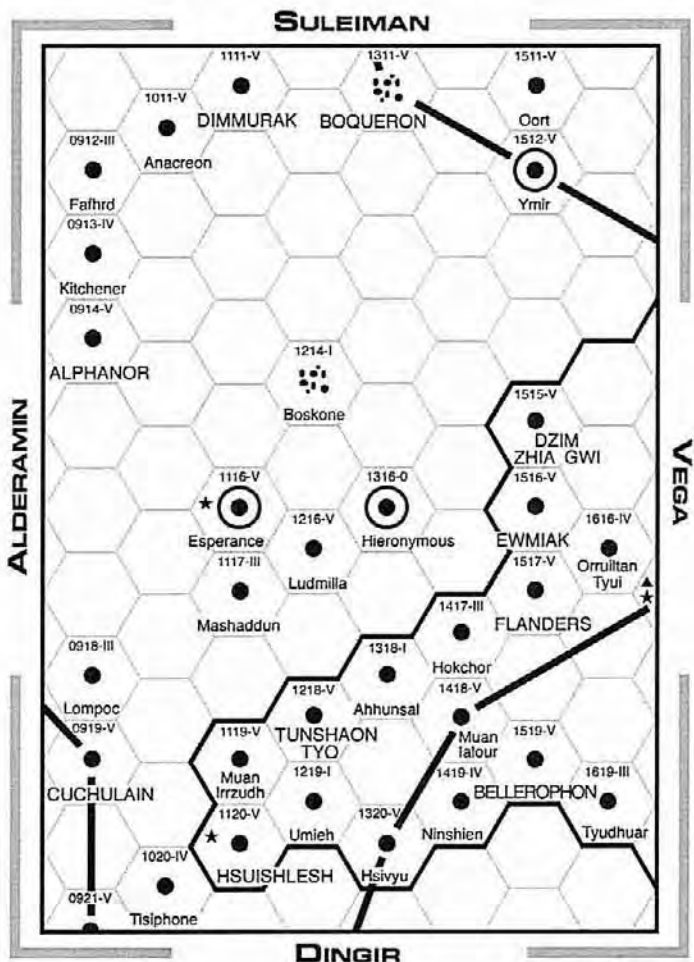 SULEIMAN
1111-V
1311-V
1511-V
1011-V
DIMMURAK
BOQUERON
Oort
0912-III
Anacreon
1512-V
Fafhrd
Ymir
0913-IV
Kitchener
0914-V
ALPHANOR
1214-I
Boskone
1515-V
DZIM
ZHIA GWI
ALDERAMIN
VEGA
1116-V
1316-0
1516-V
Esperance
1216-V
Hieronymous
EWMIAK
1616-IV
Ludmilla
Orruiltan
Tyui
1117-III
1517-V
Mashaddun
1417-III
FLANDERS
Hokchor
0918-III
1318-I
Lompoc
1218-V
Ahhunsal
1418-V
0919-V
TUNSHAON
TYO
1119-V
Muan
Ialour
1519-V
CUCHULAIN
Muan
Irrzudh
1219-I
1419-IV
BELLEROPHON
1619-III
1120-V
Umieh
1320-V
Ninshien
Tyudhuar
1020-IV
HSUISHLESH
Hsivyu
0921-V
Tisiphone
DINGIR